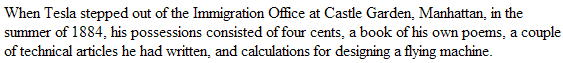 When Tesla stepped out of the Immigration Office at Castle Garden, Manhattan, in the
summer of 1884, his possessions consisted of four cents, a book of his own poems, a couple
of technical articles he had written, and calculations for designing a flying machine.